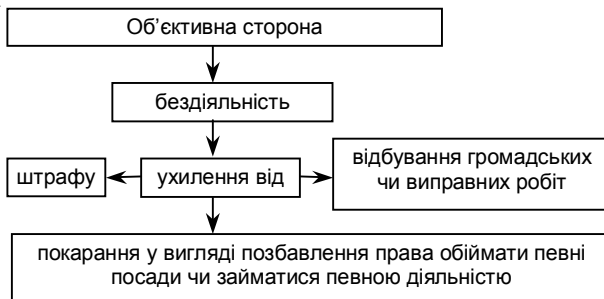 Об’єктивна сторона
бездіяльність
штрафу
ухилення від
відбування громадських
чи виправних робіт
покарання у вигляді позбавлення права обіймати певні
посади чи займатися певною діяльністю